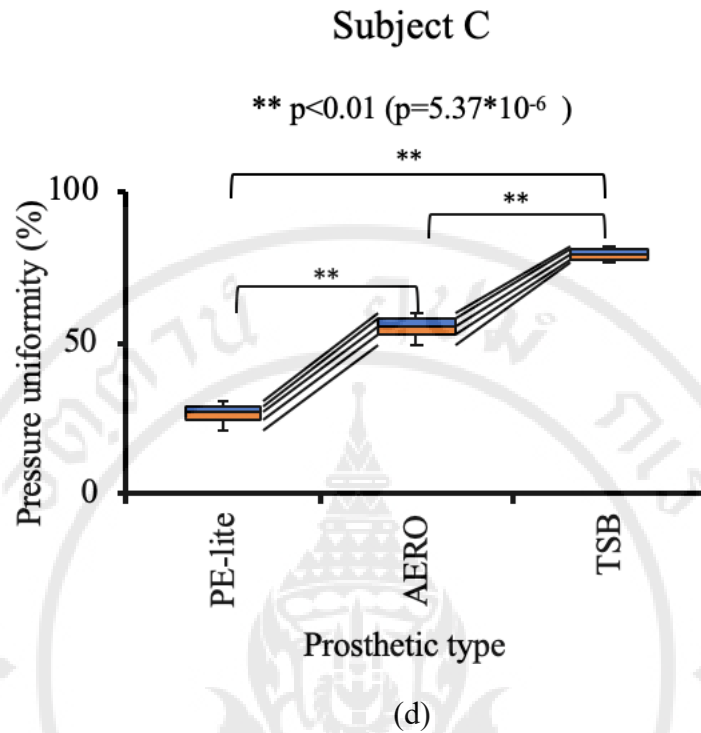 Subject C
** p<0.01 (p=5.37*10-6 )
**
**
**
100
50
0
Pressure uniformity (%)
PE-lite
AERO
TSB
Prosthetic type
(d)